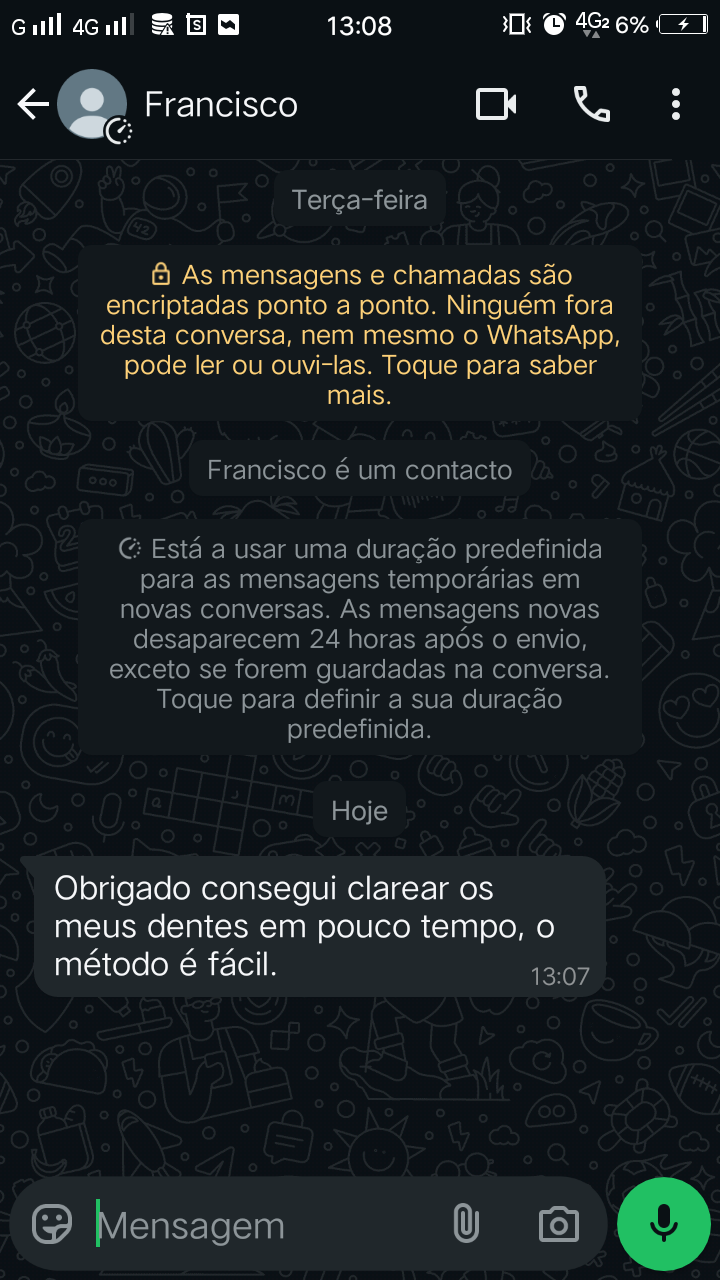 G 4G 13:08 4G2 6%
Francisco
Terça-feira
As mensagens e chamadas são
encriptadas ponto a ponto. Ninguém fora
desta conversa, nem mesmo o WhatsApp,
pode ler ou ouvi-las. Toque para saber
mais.
Francisco é um contacto
Está a usar uma duração predefinida
para as mensagens temporárias em
novas conversas. As mensagens novas
desaparecem 24 horas após o envio,
exceto se forem guardadas na conversa.
Toque para definir a sua duração
predefinida.
Hoje
Obrigado consegui clarear os
meus dentes em pouco tempo, o
método é fácil.
13:07
Mensagem